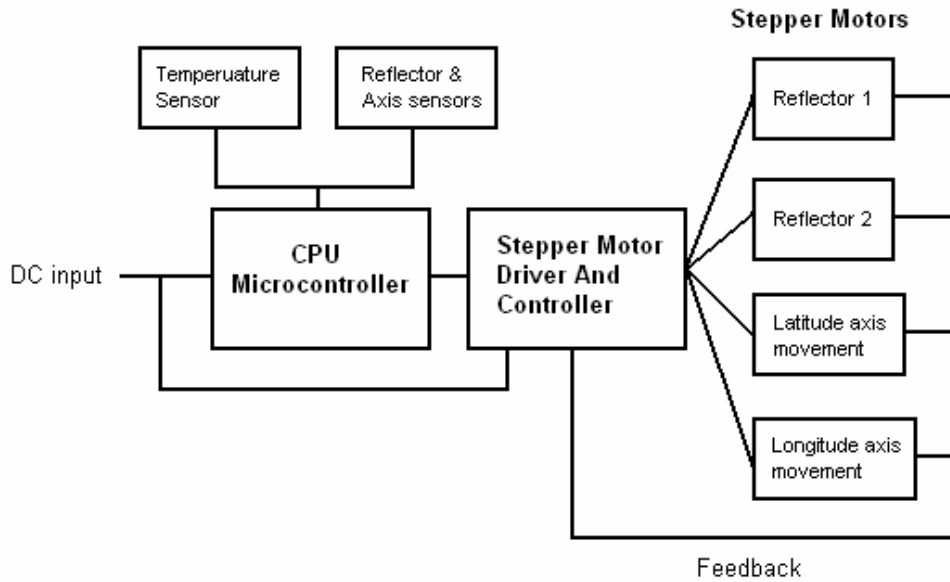 Stepper Motors
Temperuature
Sensor
Reflector &
Axis sensors
Reflector 1
Reflector 2
CPU
Microcontroller
Stepper Motor
Driver And
Controller
DC input
Latitude axis
movement
Longitude axis
movement
Feedback